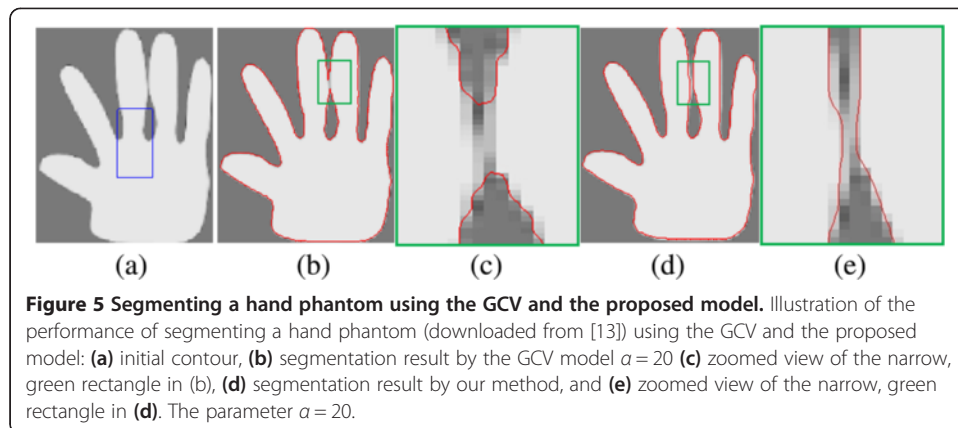 (a) (b) (c) (d) (e)
Figure 5 Segmenting a hand phantom using the GCV and the proposed model. Illustration of the
performance of segmenting a hand phantom (downloaded from [13]) using the GCV and the proposed
model: (a) initial contour, (b) segmentation result by the GCV model α = 20 (c) zoomed view of the narrow,
green rectangle in (b), (d) segmentation result by our method, and (e) zoomed view of the narrow, green
rectangle in (d). The parameter α = 20.